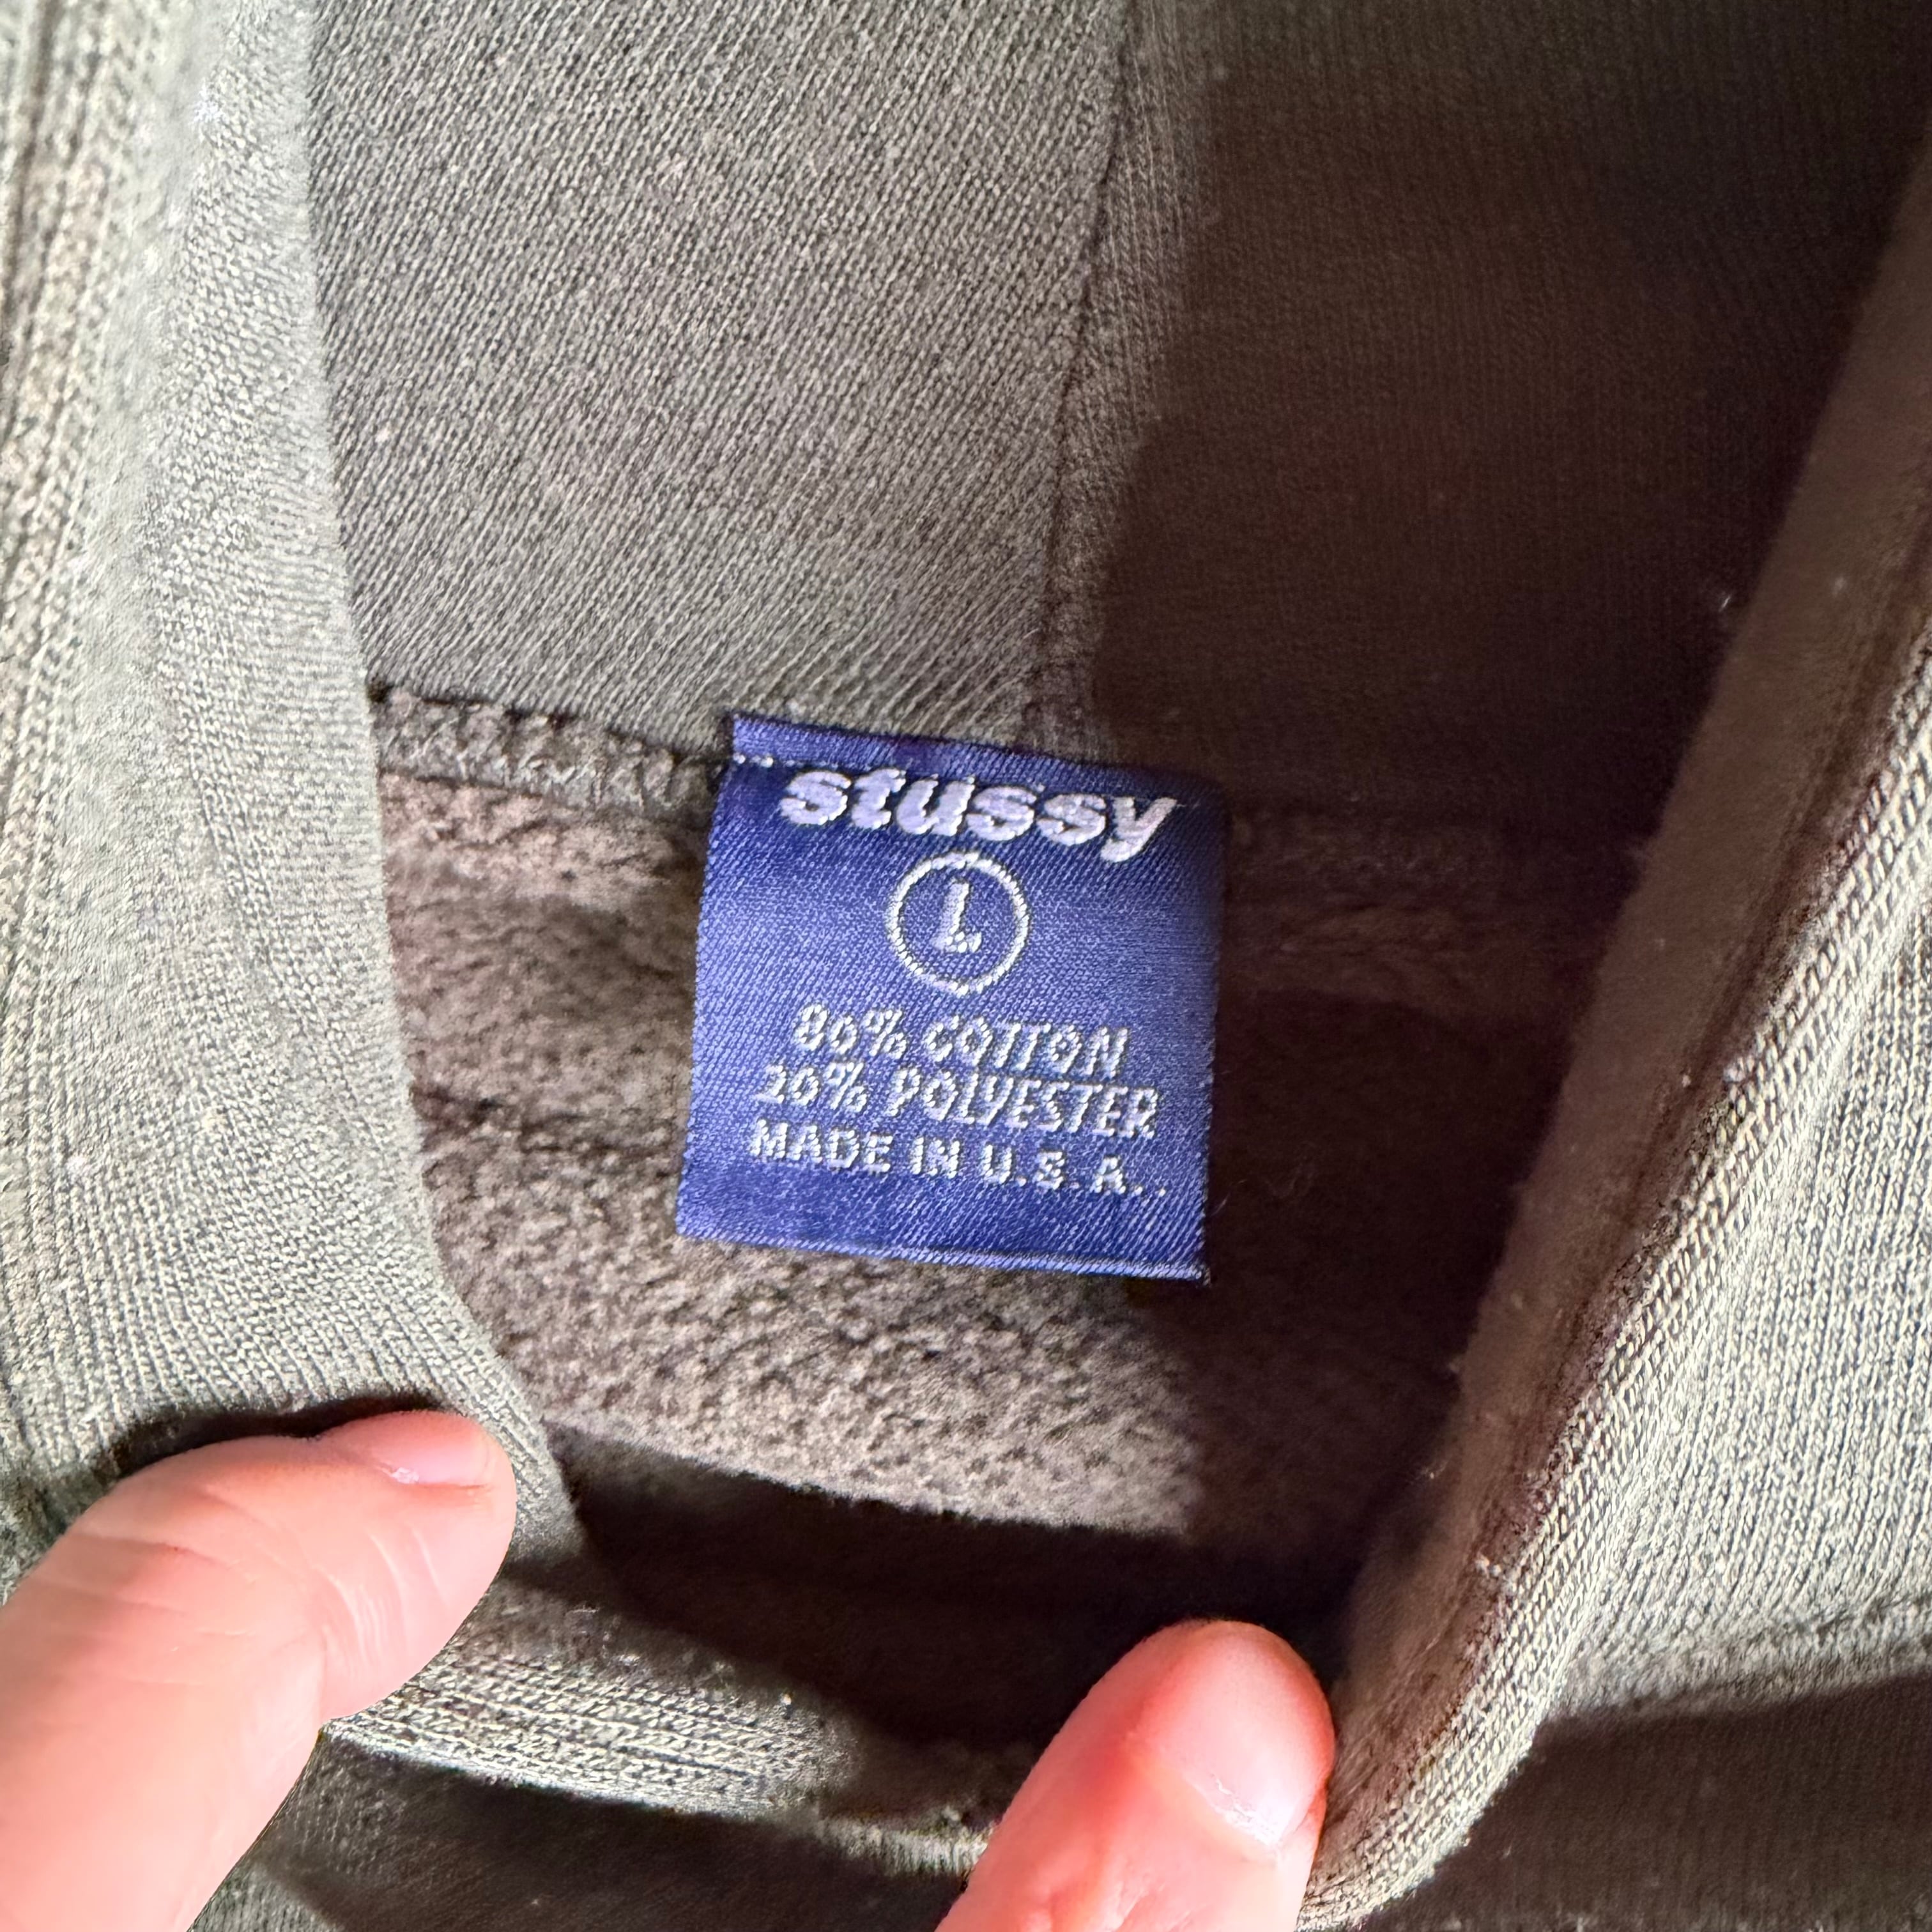 stussy
L
80% COTTON
20% POLYESTER
MADE IN U.S.A..